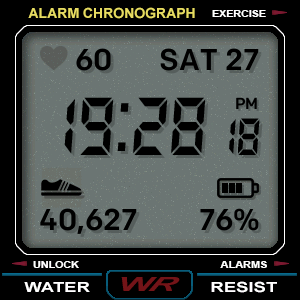 ALARM CHRONOGRAPH EXERCISE
60 SAT 27
PM
19:28 18
40,627 76%
UNLOCK ALARMS
WATER WR RESIST